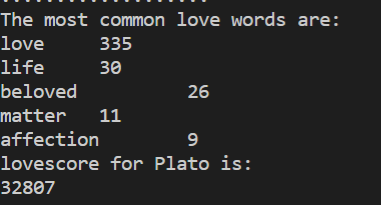 The most common love words are:
love 335
life 30
beloved 26
matter 11
affection 9
lovescore for Plato is:
32807